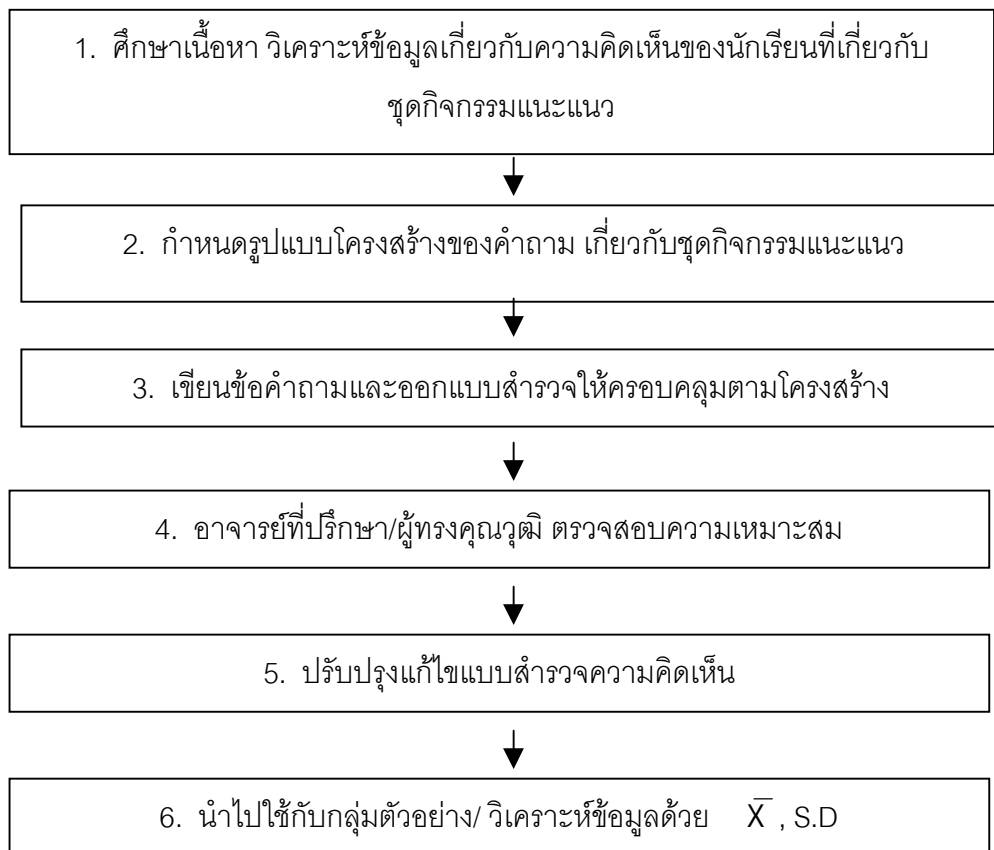 1. ศึกษาเนื้อหา วิเคราะห์ข้อมูลเกี่ยวกับความคิดเห็นของนักเรียนที่เกี่ยวกับ
ชุดกิจกรรมแนะแนว
2. กำหนดรูปแบบโครงสร้างของคำถาม เกี่ยวกับชุดกิจกรรมแนะแนว
3. เขียนข้อคำถามและออกแบบสำรวจให้ครอบคลุมตามโครงสร้าง
4. อาจารย์ที่ปรึกษา/ผู้ทรงคุณวุฒิ ตรวจสอบความเหมาะสม
5. ปรับปรุงแก้ไขแบบสำรวจความคิดเห็น
6. นำไปใช้กับกลุ่มตัวอย่าง/ วิเคราะห์ข้อมูลด้วย X̄ , S.D